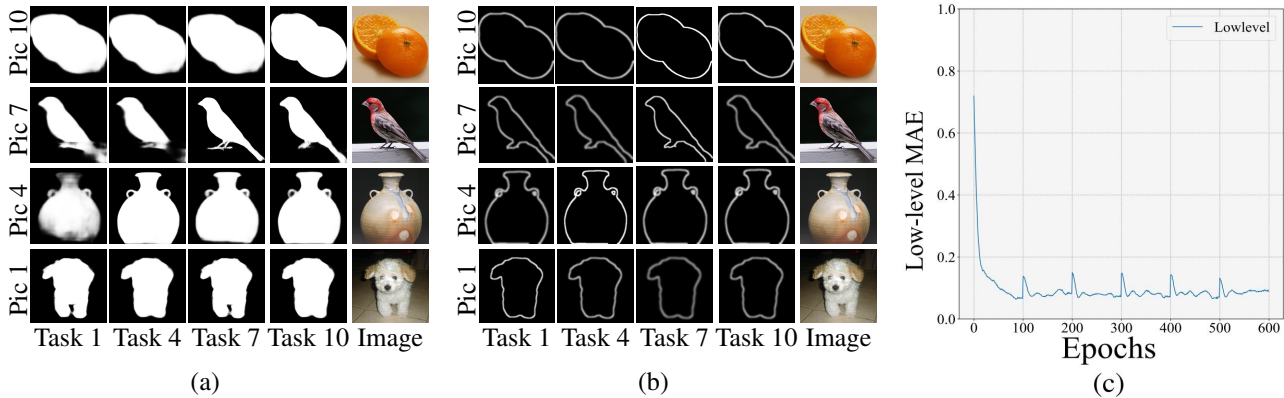 Pic 10
Pic 7
Pic 4
Pic 1
Task 1 Task 4 Task 7 Task 10 Image
(a)
Pic 10
Pic 7
Pic 4
Pic 1
Task 1 Task 4 Task 7 Task 10 Image
(b)
Low-level MAE
1.0
0.8
0.6
0.4
0.2
0.0
Lowlevel
0 100 200 300 400 500 600
Epochs
(c)